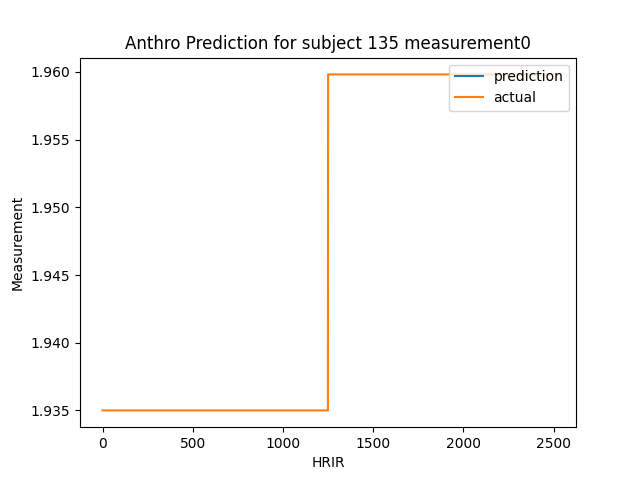 Anthro Prediction for subject 135 measurement0
1.960
1.955
1.950
1.945
1.940
1.935
Measurement
prediction
actual
0 500 1000 1500 2000 2500
HRIR